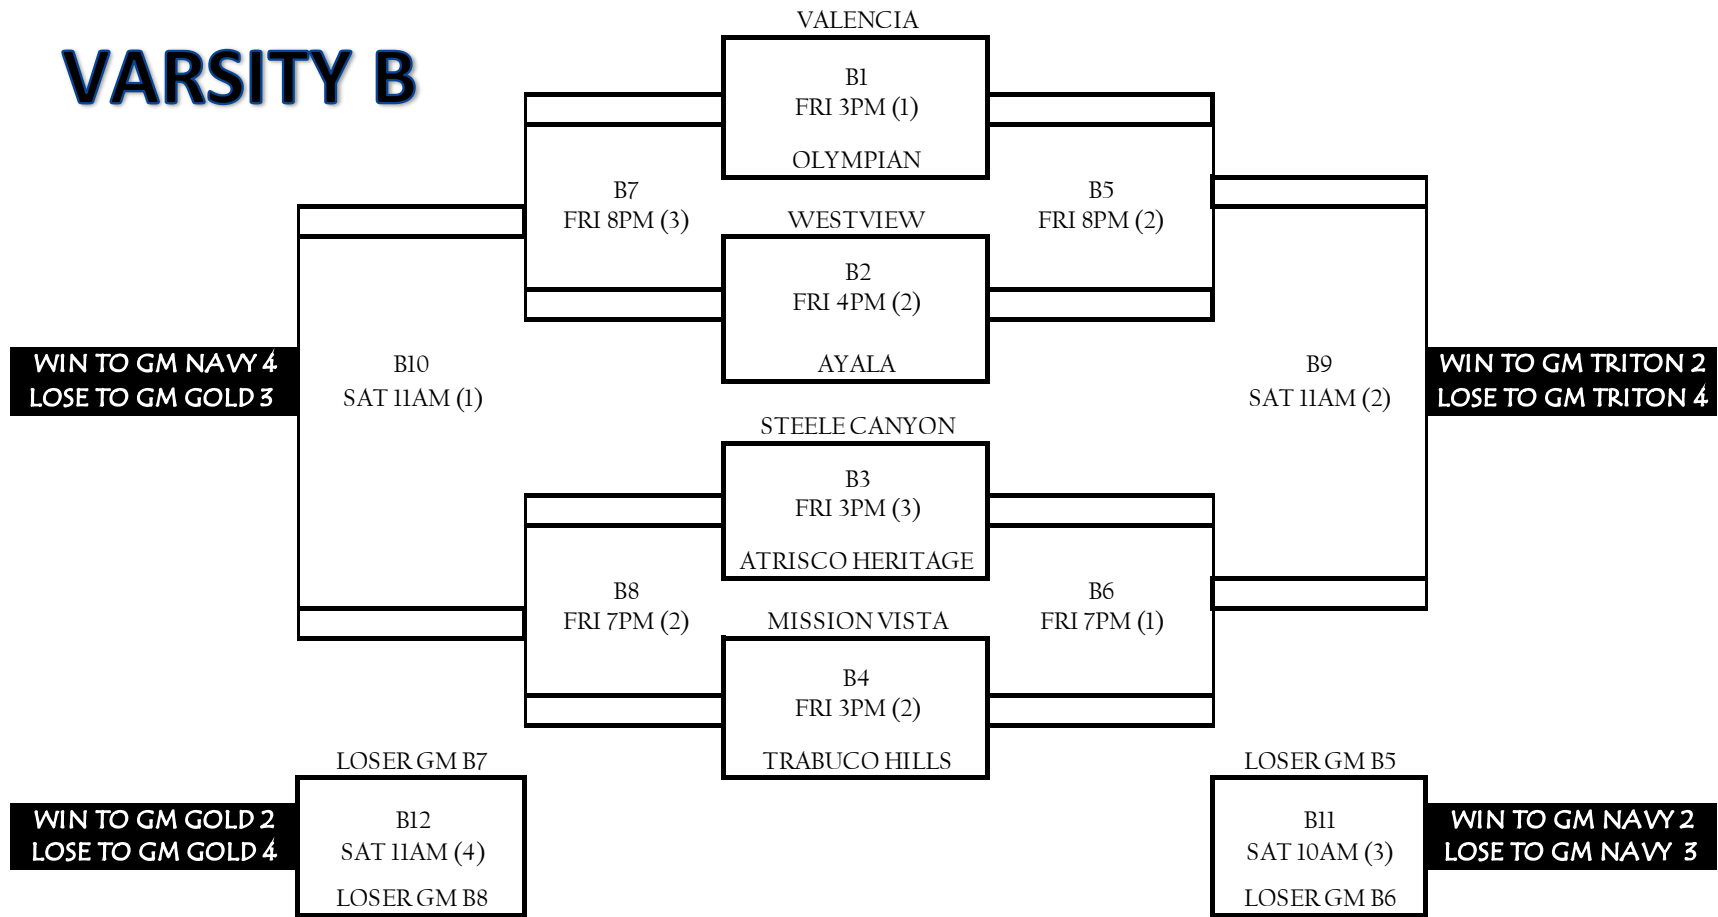 VARSITY B
VALENCIA
B1
FRI 3PM (1)
OLYMPIAN
B7
FRI 8PM (3)
B5
FRI 8PM (2)
WESTVIEW
B2
FRI 4PM (2)
AYALA
WIN TO GM NAVY 4
LOSE TO GM GOLD 3
B10
SAT 11AM (1)
B9
SAT 11AM (2)
WIN TO GM TRITON 2
LOSE TO GM TRITON 4
STEELE CANYON
B3
FRI 3PM (3)
ATRISCO HERITAGE
B8
FRI 7PM (2)
B6
FRI 7PM (1)
MISSION VISTA
B4
FRI 3PM (2)
TRABUCO HILLS
LOSER GM B7
WIN TO GM GOLD 2
LOSE TO GM GOLD 4
B12
SAT 11AM (4)
LOSER GM B8
LOSER GM B5
B11
SAT 10AM (3)
LOSER GM B6
WIN TO GM NAVY 2
LOSE TO GM NAVY 3